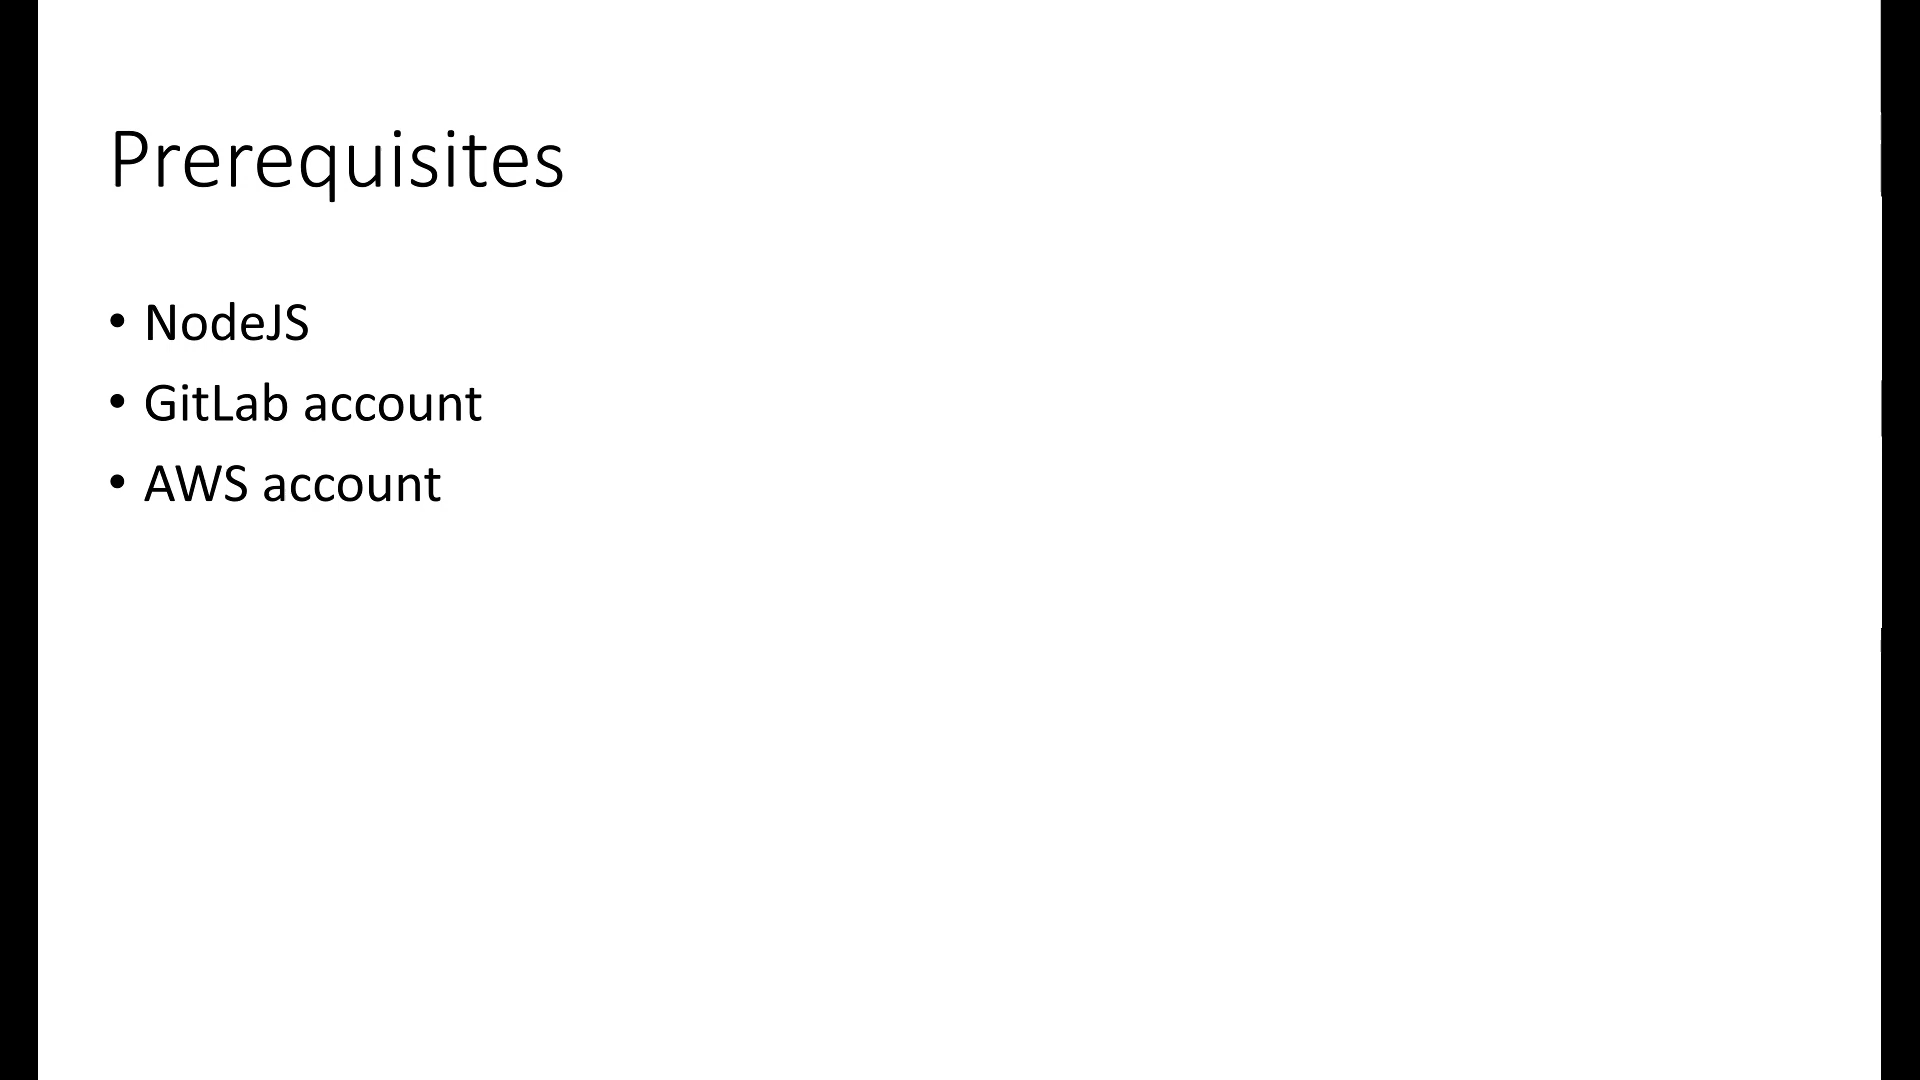 Prerequisites
• NodeJS
• GitLab account
• AWS account